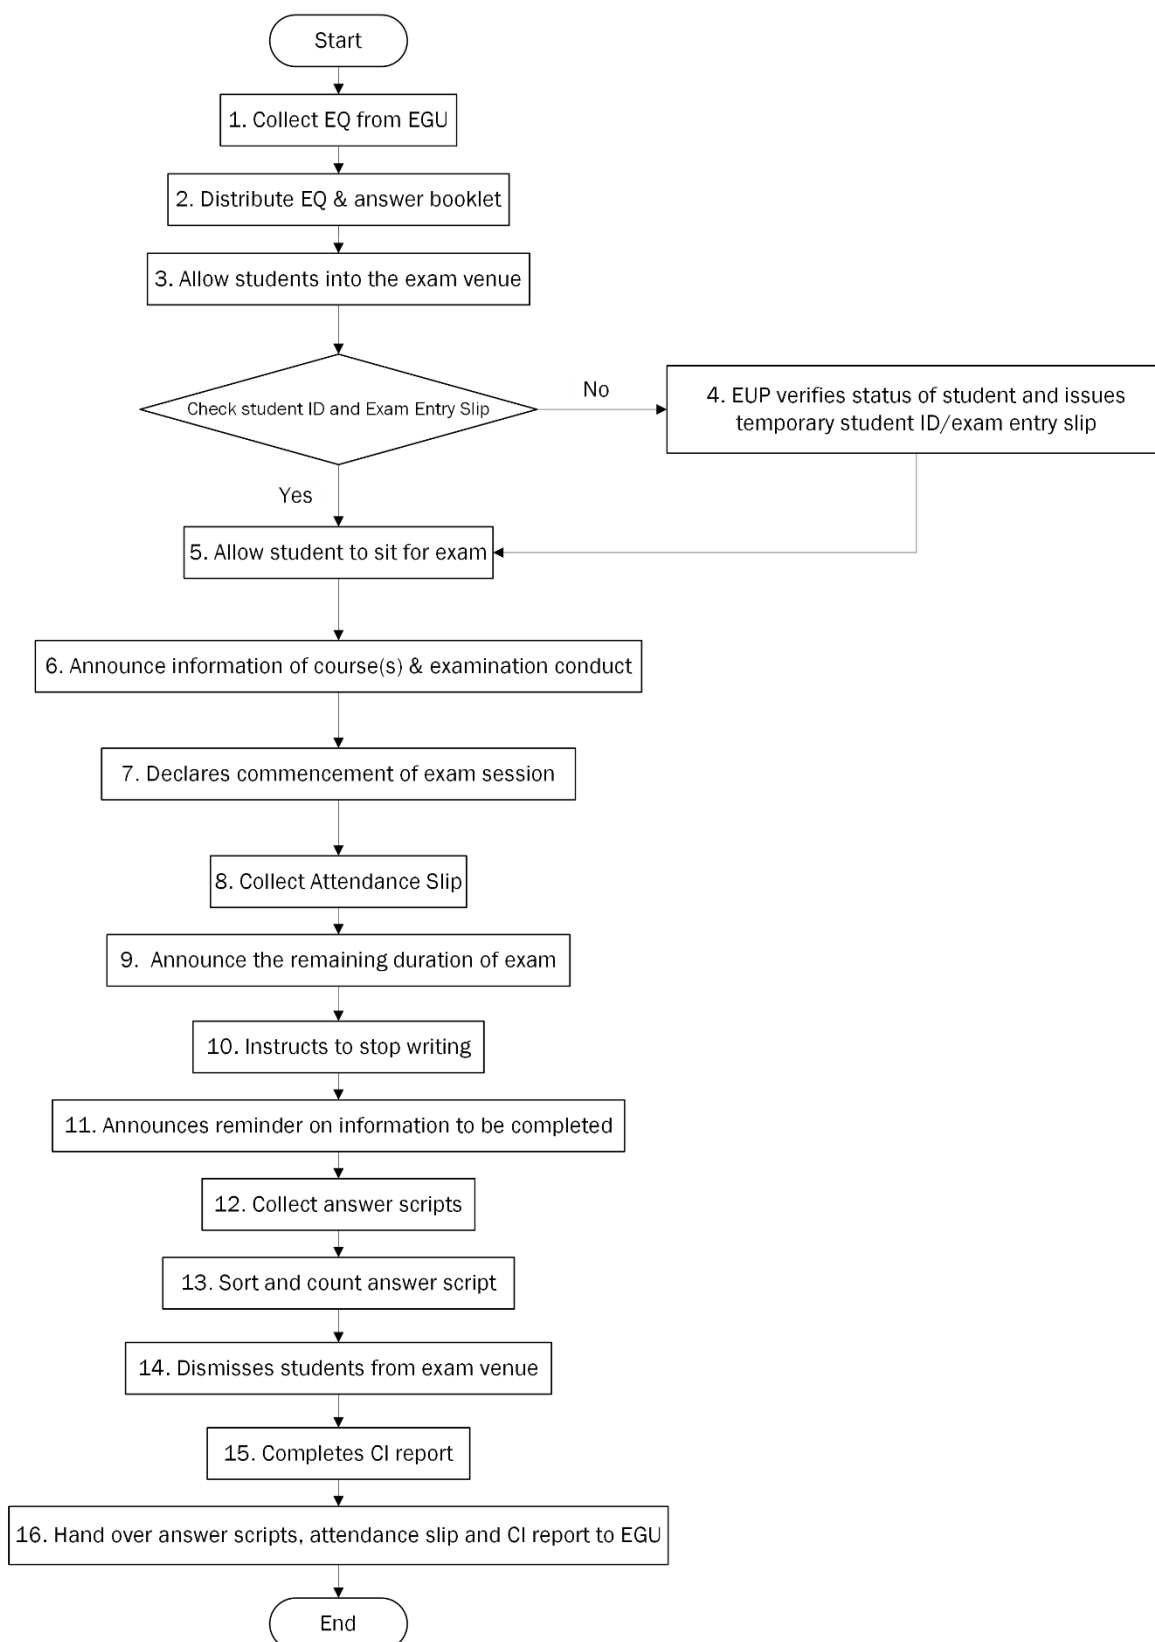 Start
1. Collect EQ from EGU
2. Distribute EQ & answer booklet
3. Allow students into the exam venue
Check student ID and Exam Entry Slip
No
4. EUP verifies status of student and issues
temporary student ID/exam entry slip
Yes
5. Allow student to sit for exam
6. Announce information of course(s) & examination conduct
7. Declares commencement of exam session
8. Collect Attendance Slip
9. Announce the remaining duration of exam
10. Instructs to stop writing
11. Announces reminder on information to be completed
12. Collect answer scripts
13. Sort and count answer script
14. Dismisses students from exam venue
15. Completes CI report
16. Hand over answer scripts, attendance slip and CI report to EGU
End